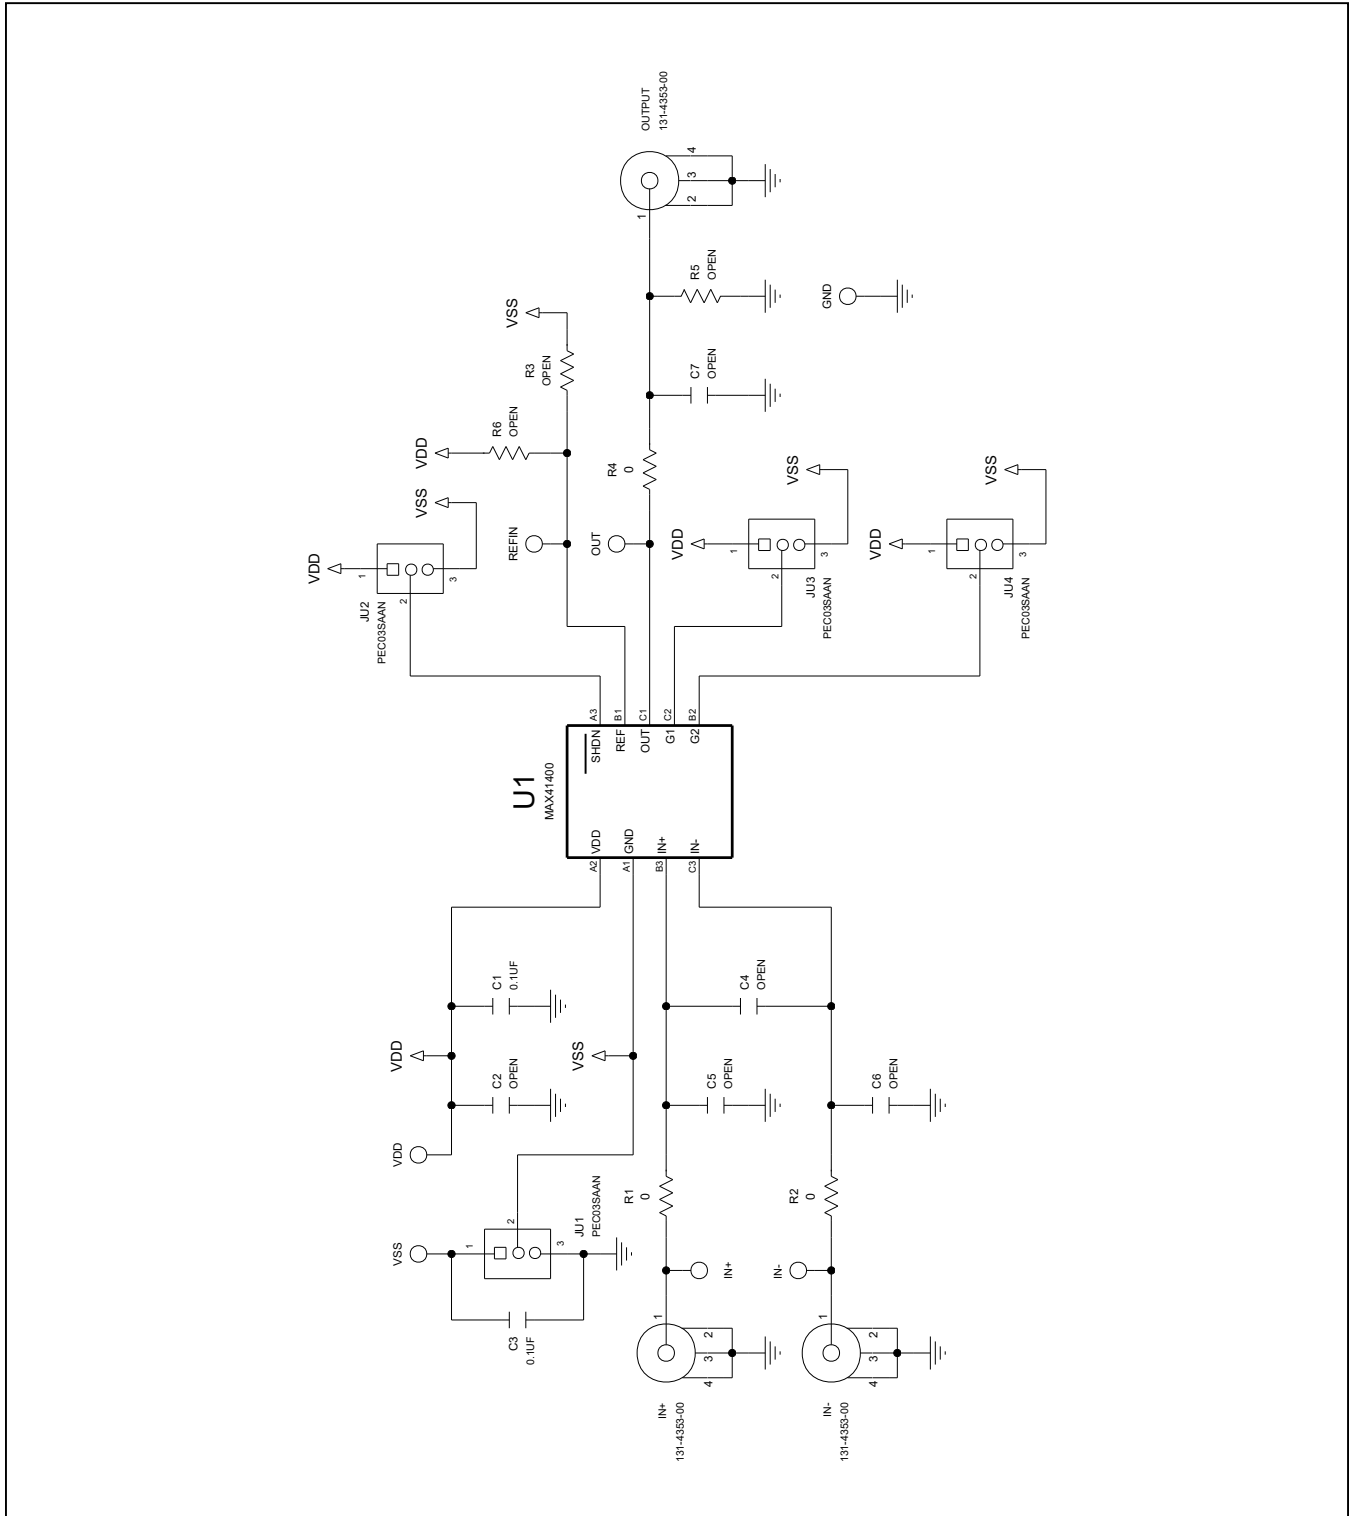 OUTPUT
131-4353-00
1
2
3
4
R5
OPEN
GND
VSS
R3
OPEN
C7
OPEN
VDD
R6
OPEN
R4
0
VSS
VDD
1
2
3
JU2
PEC03SAAN
REFIN
OUT
VDD
VSS
1
2
3
JU3
PEC03SAAN
VDD
VSS
1
2
3
JU4
PEC03SAAN
U1
MAX41400
A3
SHDN
B1
REF
C1
OUT
C2
G1
B2
G2
A2
VDD
A1
GND
B3
IN+
C3
IN-
C1
0.1UF
VDD
C2
OPEN
VDD
VSS
C4
OPEN
C5
OPEN
C6
OPEN
R1
0
R2
0
VSS
1
2
3
JU1
PEC03SAAN
C3
0.1UF
IN+
IN-
1
2
3
4
IN+
131-4353-00
1
2
3
4
IN-
131-4353-00